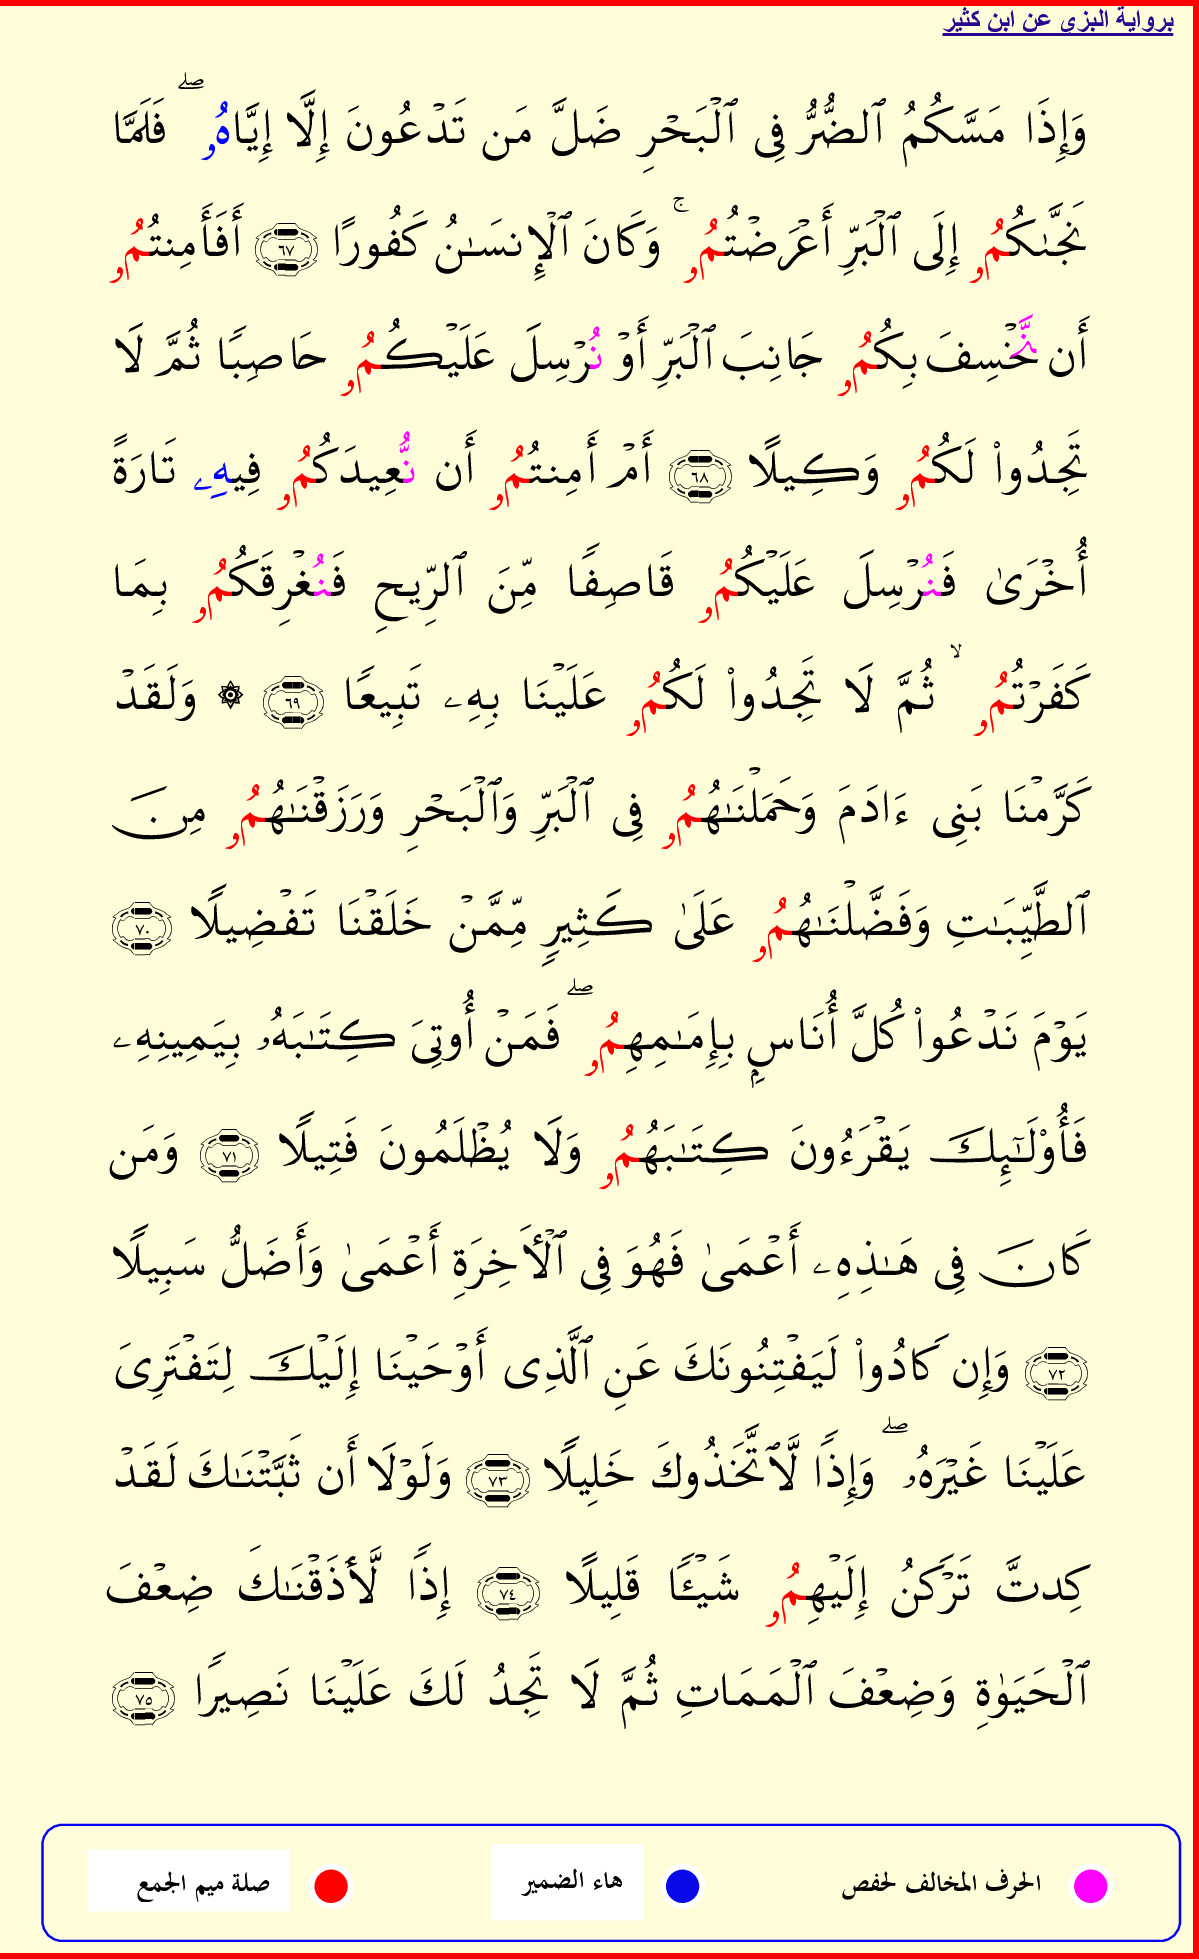 برواية البزي عن ابن كثير
وَإِذَا مَسَّكُمُ ٱلضُّرُّ فِى ٱلۡبَحۡرِ ضَلَّ مَن تَدۡعُونَ إِلَّآ إِيَّاهُۥۖ فَلَمَّا
نَجَّىٰكُمُۥ إِلَى ٱلۡبَرِّ أَعۡرَضۡتُمُۥۚ وَكَانَ ٱلۡإِنسَـٰنُ كَفُورًا ٦٧ أَفَأَمِنتُمُۥ
أَن نَّخۡسِفَ بِكُمُۥ جَانِبَ ٱلۡبَرِّ أَوۡ نُرۡسِلَ عَلَيۡكُمُۥ حَاصِبًا ثُمَّ لَا
تَجِدُواْ لَكُمُۥ وَكِيلًا ٦٨ أَمۡ أَمِنتُمُۥ أَن نُّعِيدَكُمُۥ فِيهِۦ تَارَةً
أُخۡرَىٰ فَنُرۡسِلَ عَلَيۡكُمُۥ قَاصِفًا مِّنَ ٱلرِّيحِ فَنُغۡرِقَكُمُۥ بِمَا
كَفَرۡتُمُۥۙ ثُمَّ لَا تَجِدُواْ لَكُمُۥ عَلَيۡنَا بِهِۦ تَبِيعًا ٦٩ ۞ وَلَقَدۡ
كَرَّمۡنَا بَنِى ءَادَمَ وَحَمَلۡنَـٰهُمُۥ فِى ٱلۡبَرِّ وَٱلۡبَحۡرِ وَرَزَقۡنَـٰهُمُۥ مِنَ
ٱلطَّيِّبَـٰتِ وَفَضَّلۡنَـٰهُمُۥ عَلَىٰ كَثِيرٍ مِّمَّنۡ خَلَقۡنَا تَفۡضِيلًا ٧٠
يَوۡمَ نَدۡعُواْ كُلَّ أُنَاسٍۭ بِإِمَـٰمِهِمُۥۖ فَمَنۡ أُوتِىَ كِتَـٰبَهُۥ بِيَمِينِهِۦ
فَأُوْلَـٰٓئِكَ يَقۡرَءُونَ كِتَـٰبَهُمُۥ وَلَا يُظۡلَمُونَ فَتِيلًا ٧١ وَمَن
كَانَ فِى هَـٰذِهِۦ أَعۡمَىٰ فَهُوَ فِى ٱلۡأٓخِرَةِ أَعۡمَىٰ وَأَضَلُّ سَبِيلًا
٧٢ وَإِن كَادُواْ لَيَفۡتِنُونَكَ عَنِ ٱلَّذِى أَوۡحَيۡنَا إِلَيۡكَ لِتَفۡتَرِىَ
عَلَيۡنَا غَيۡرَهُۥۖ وَإِذًا لَّٱتَّخَذُوكَ خَلِيلًا ٧٣ وَلَوۡلَا أَن ثَبَّتۡنَـٰكَ لَقَدۡ
كِدتَّ تَرۡكَنُ إِلَيۡهِمُۥ شَيۡـًٔا قَلِيلًا ٧٤ إِذًا لَّأَذَقۡنَـٰكَ ضِعۡفَ
ٱلۡحَيَوٰةِ وَضِعۡفَ ٱلۡمَمَاتِ ثُمَّ لَا تَجِدُ لَكَ عَلَيۡنَا نَصِيرًا ٧٥
الحرف المخالف لحفص هاء الضمير صلة ميم الجمع